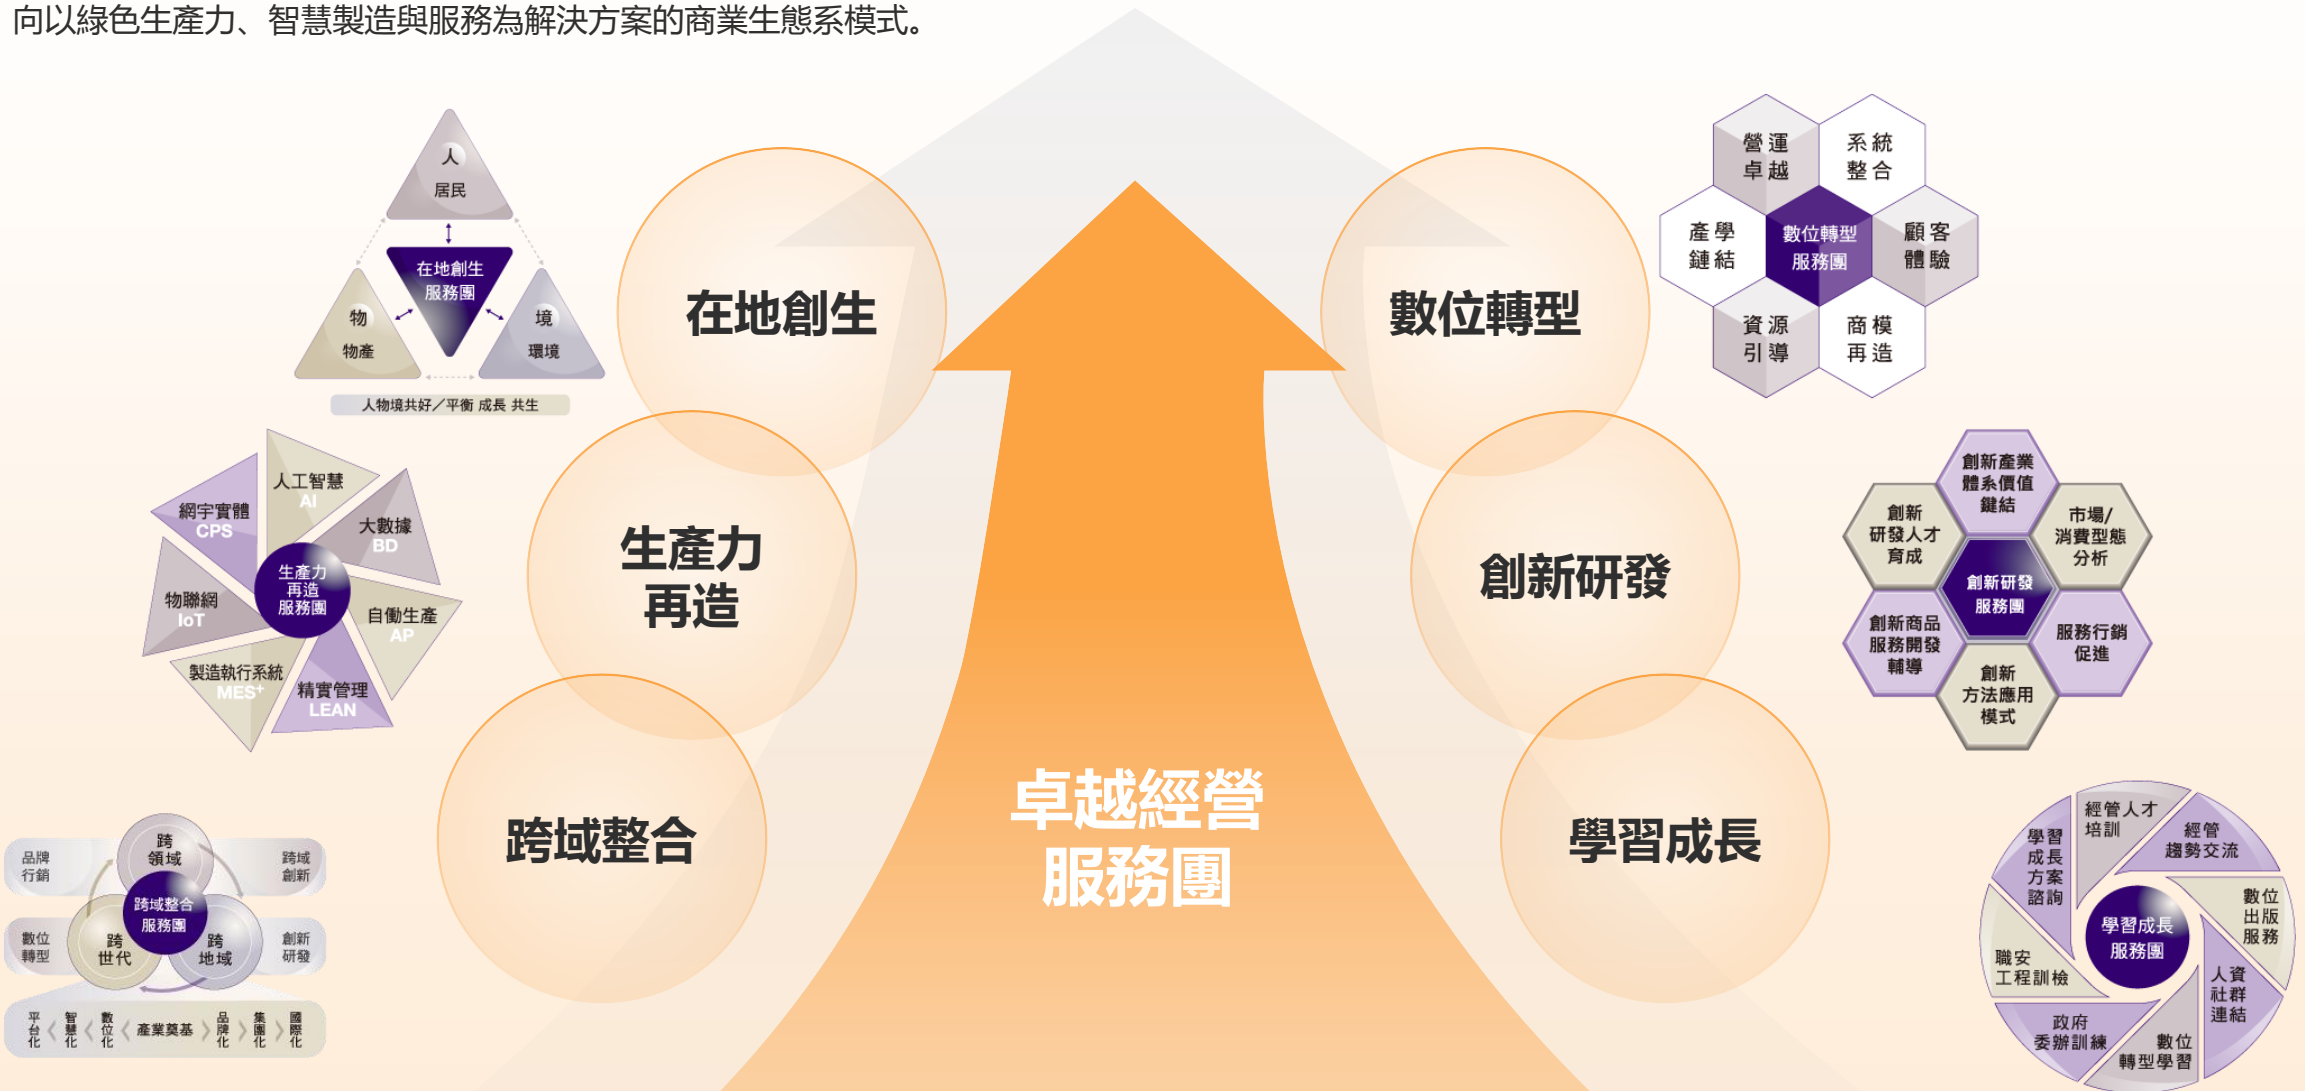 向以綠色生產力、智慧製造與服務為解決方案的商業生態系模式。
人
居民
在地創生
服務團
物
物產
境
環境
人物境共好／平衡 成長 共生
在地創生
數位轉型
營運
卓越
系統
整合
產學
鏈結
數位轉型
服務團
顧客
體驗
資源
引導
商模
再造
人工智慧
AI
大數據
BD
自働生產
AP
精實管理
LEAN
製造執行系統
MES+
物聯網
IoT
網宇實體
CPS
生產力
再造
服務團
生產力
再造
創新研發
創新產業
體系價值
鍵結
市場/
消費型態
分析
服務行銷
促進
創新
方法應用
模式
創新商品
服務開發
輔導
創新
研發人才
育成
創新研發
服務團
品牌
行銷
跨
領域
跨域
創新
跨域整合
服務團
數位
轉型
跨
世代
跨
地域
創新
研發
平台化
智慧化
數位化
產業奠基
品牌化
集團化
國際化
跨域整合
卓越經營
服務團
學習成長
經管人才
培訓
經管
趨勢交流
數位
出版
服務
人資
社群
連結
數位
轉型學習
政府
委辦訓練
職安
工程訓檢
學習
成長
方案
諮詢
學習成長
服務團